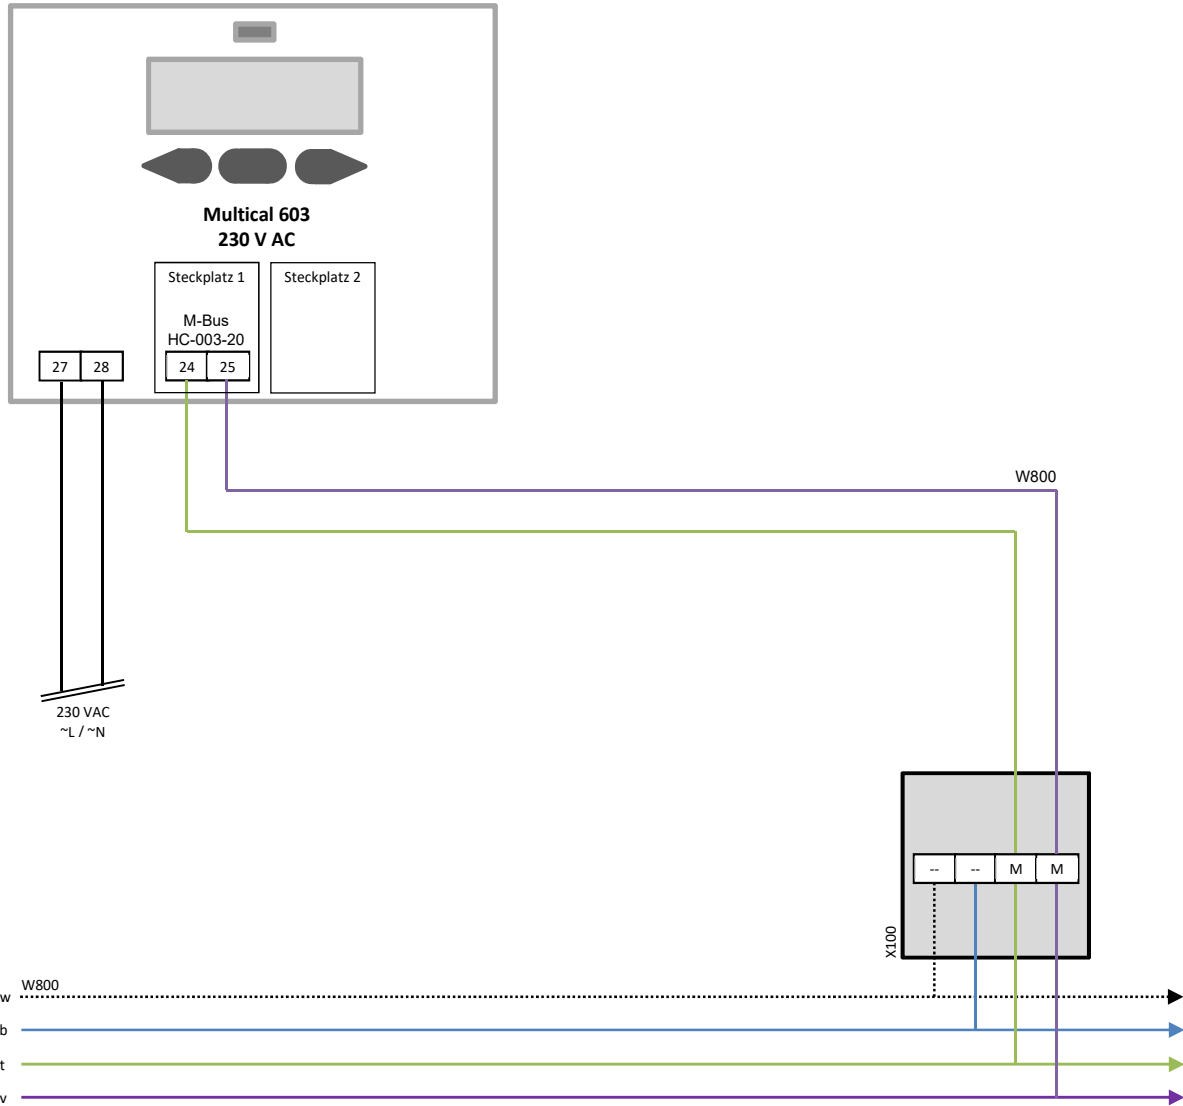 Multical 603
230 V AC
Steckplatz 1
Steckplatz 2
M-Bus
HC-003-20
27 28 24 25
W800
230 VAC
~L / ~N
-- -- M M
X100
W800
w
b
t
v